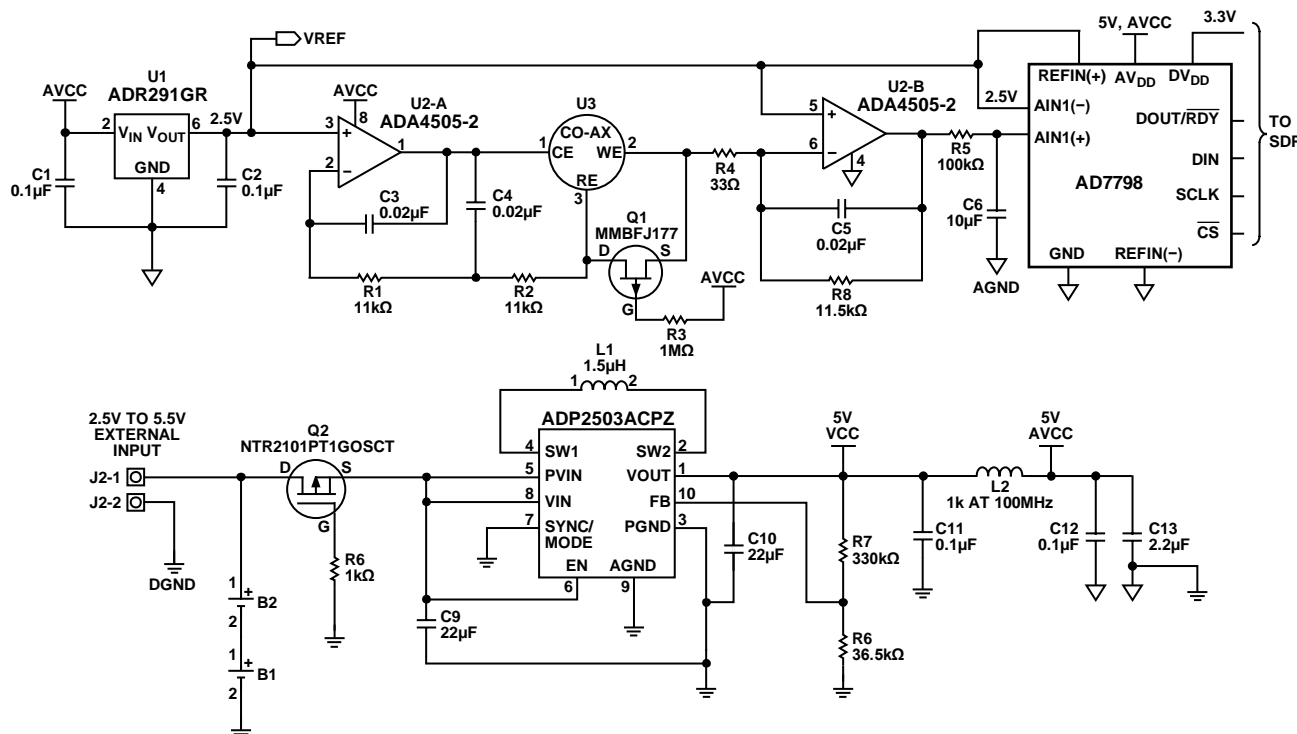 VREF
U1
ADR291GR
AVCC
2
VIN VOUT
6
2.5V
GND
4
C1
0.1µF
C2
0.1µF
AVCC
8
U2-A
ADA4505-2
3
+
2
−
1
C3
0.02µF
C4
0.02µF
R1
11kΩ
R2
11kΩ
U3
CO-AX
1
CE
WE
2
RE
3
Q1
MMBFJ177
D
S
G
AVCC
R3
1MΩ
R4
33Ω
U2-B
ADA4505-2
5
+
6
−
4
7
C5
0.02µF
R8
11.5kΩ
R5
100kΩ
C6
10µF
AGND
5V, AVCC
3.3V
REFIN(+)
AVDD
DVDD
2.5V
AIN1(−)
AIN1(+)
DOUT/RDY
DIN
SCLK
CS
AD7798
GND
REFIN(−)
TO
SDP
2.5V TO 5.5V
EXTERNAL
INPUT
J2-1
J2-2
DGND
Q2
NTR2101PT1GOSCT
D
S
G
R6
1kΩ
1
+
B2
2
1
+
B1
2
L1
1.5µH
1
2
ADP2503ACPZ
4
SW1
SW2
2
5
PVIN
VOUT
1
8
VIN
FB
10
7
SYNC/
MODE
PGND
3
EN
AGND
6
9
C9
22µF
C10
22µF
5V
VCC
R7
330kΩ
R6
36.5kΩ
C11
0.1µF
L2
1k AT 100MHz
5V
AVCC
C12
0.1µF
C13
2.2µF